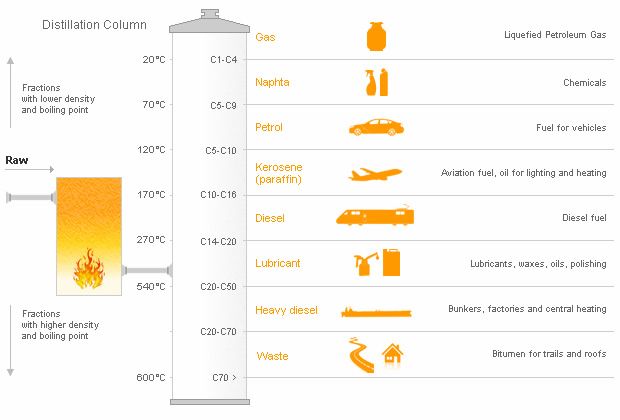 Distillation Column
Gas
Liquefied Petroleum Gas
20°C
C1-C4
Fractions
with lower density
and boiling point
Naphta
Chemicals
70°C
C5-C9
Petrol
Fuel for vehicles
120°C
C5-C10
Raw
Kerosene
(paraffin)
Aviation fuel, oil for lighting and heating
170°C
C10-C16
Diesel
Diesel fuel
270°C
C14-C20
Lubricant
Lubricants, waxes, oils, polishing
540°C
C20-C50
Fractions
with higher density
and boiling point
Heavy diesel
Bunkers, factories and central heating
C20-C70
Waste
Bitumen for trails and roofs
600°C
C70 >